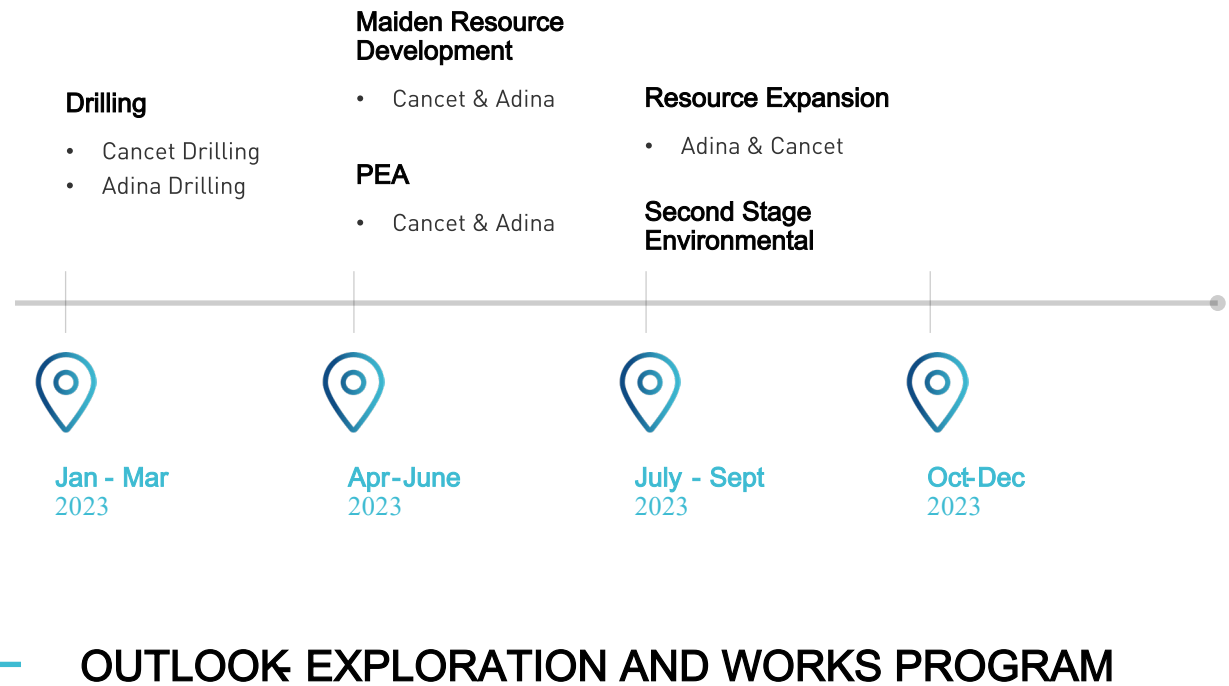 Drilling
• Cancet Drilling
• Adina Drilling
Maiden Resource
Development
• Cancet & Adina
PEA
• Cancet & Adina
Resource Expansion
• Adina & Cancet
Second Stage
Environmental
Jan - Mar
2023
Apr-June
2023
July - Sept
2023
Oct-Dec
2023
OUTLOOK- EXPLORATION AND WORKS PROGRAM